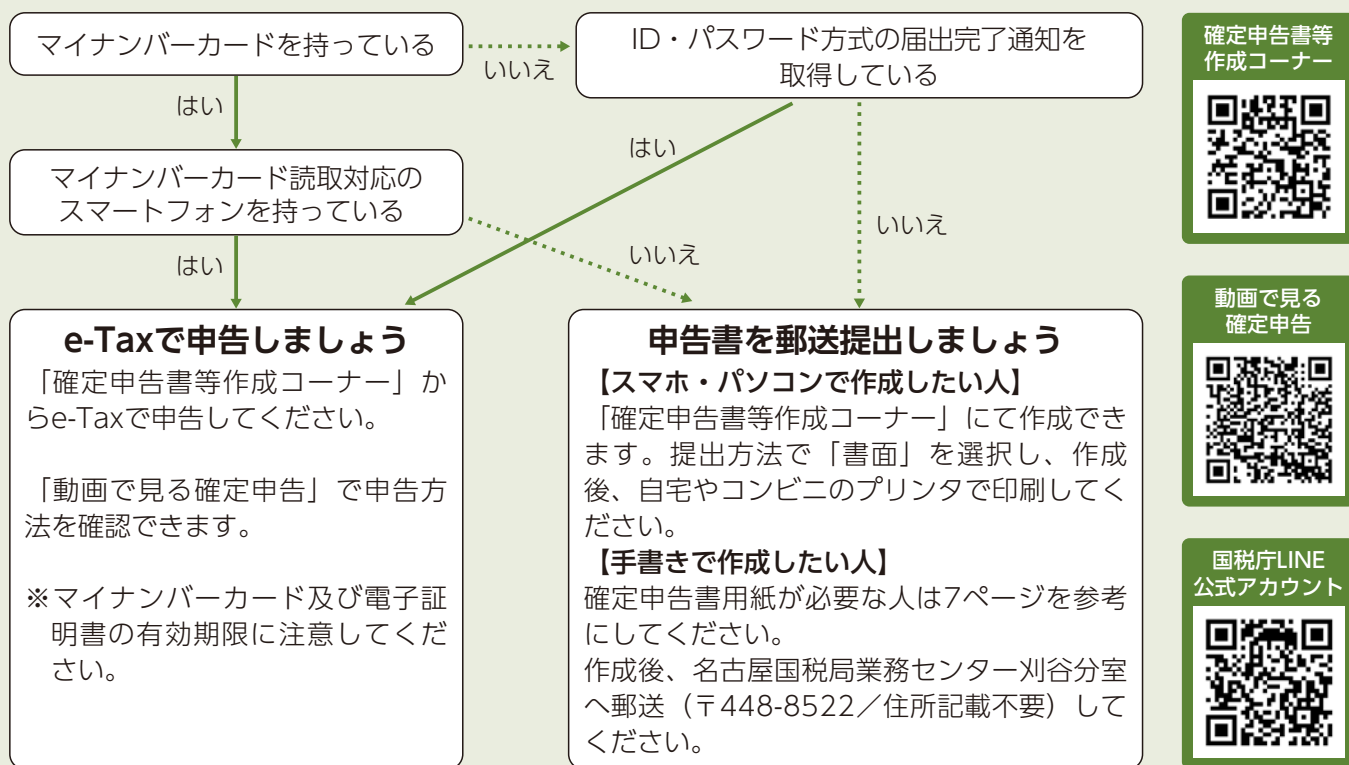 マイナンバーカードを持っている
いいえ
ID・パスワード方式の届出完了通知を
取得している
はい
マイナンバーカード読取対応の
スマートフォンを持っている
はい
はい
いいえ
いいえ
e-Taxで申告しましょう
「確定申告書等作成コーナー」か
らe-Taxで申告してください。
「動画で見る確定申告」で申告方
法を確認できます。
※マイナンバーカード及び電子証
明書の有効期限に注意してくだ
さい。
申告書を郵送提出しましょう
【スマホ・パソコンで作成したい人】
「確定申告書等作成コーナー」にて作成でき
ます。提出方法で「書面」を選択し、作成
後、自宅やコンビニのプリンタで印刷してく
ださい。
【手書きで作成したい人】
確定申告書用紙が必要な人は7ページを参考
にしてください。
作成後、名古屋国税局業務センター刈谷分室
へ郵送（〒448-8522／住所記載不要）して
ください。
確定申告書等
作成コーナー
動画で見る
確定申告
国税庁LINE
公式アカウント